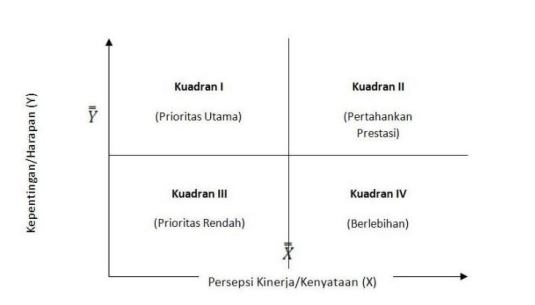 Kepentingan/Harapan (Y)
Kuadran I
(Prioritas Utama)
Kuadran II
(Pertahankan
Prestasi)
Y̿
Kuadran III
(Prioritas Rendah)
Kuadran IV
(Berlebihan)
X̿
Persepsi Kinerja/Kenyataan (X)